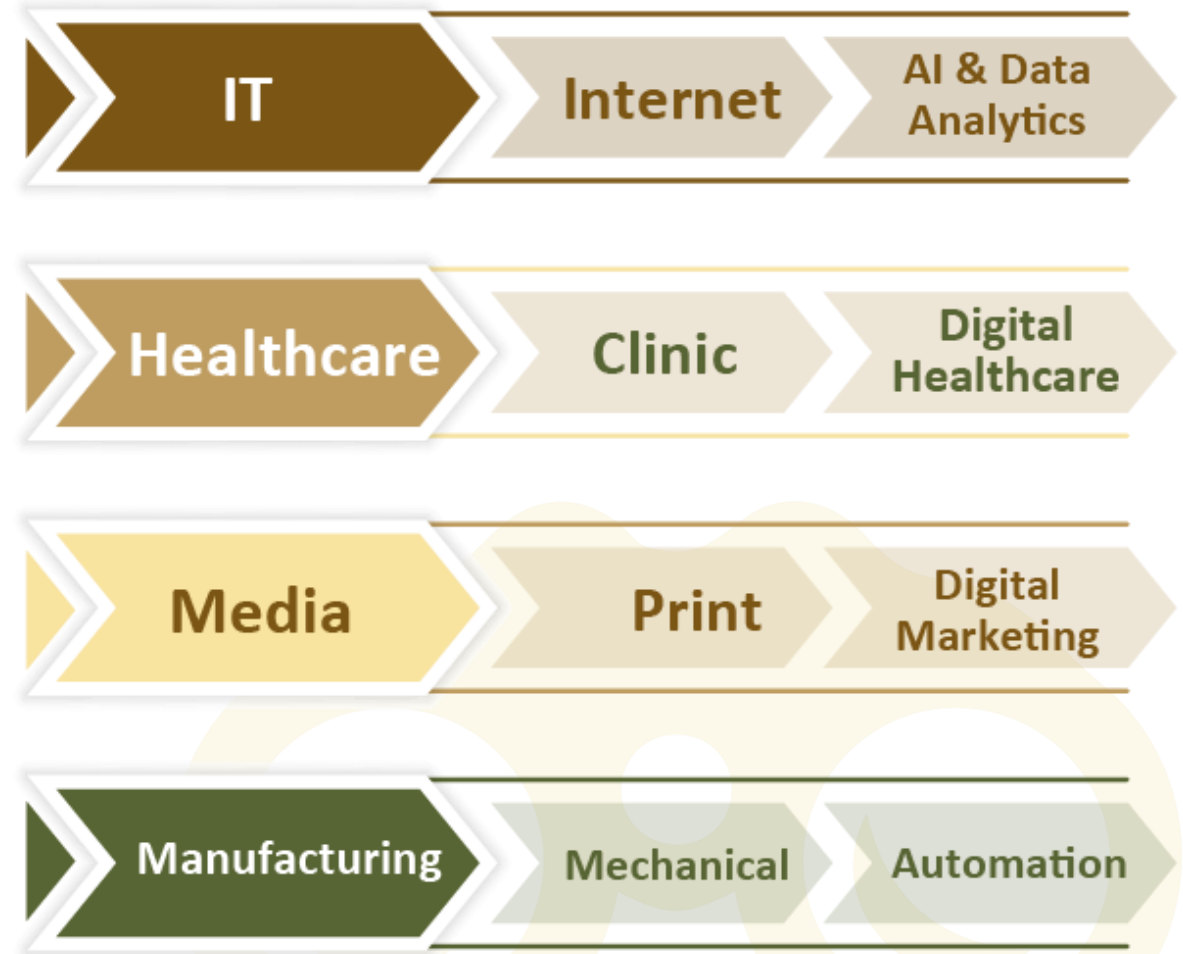 IT
Internet
AI & Data
Analytics
Healthcare
Clinic
Digital
Healthcare
Media
Print
Digital
Marketing
Manufacturing
Mechanical
Automation